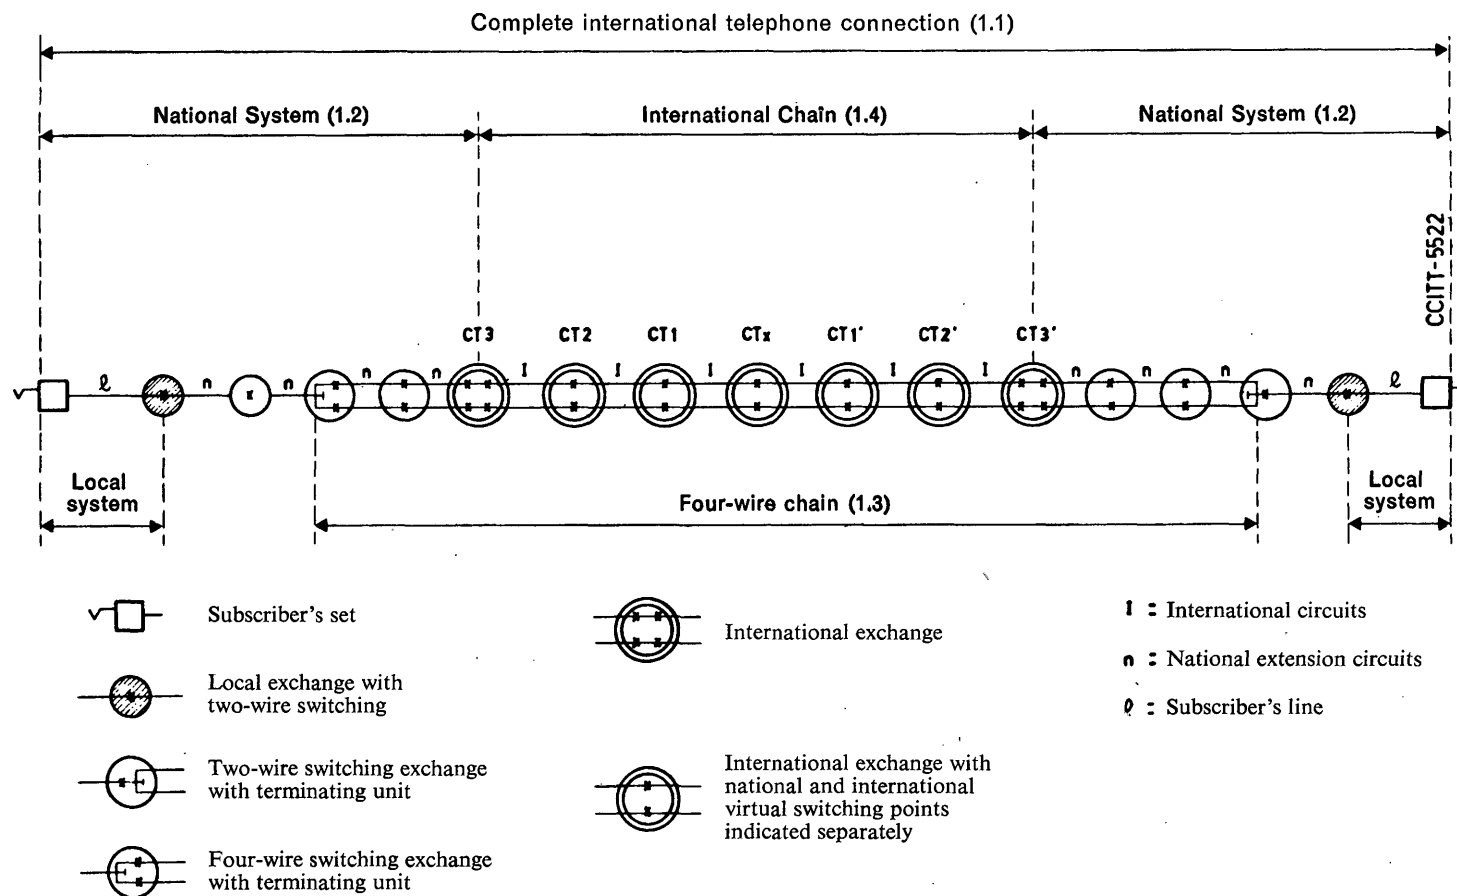 Complete international telephone connection (1.1)
National System (1.2)
International Chain (1.4)
National System (1.2)
CCITT-5522
CT3
CT2
CT1
CTx
CT1'
CT2'
CT3'
ℓ
n
n
n
n
I
I
I
I
I
I
n
n
n
n
ℓ
Local
system
Four-wire chain (1.3)
Local
system
Subscriber's set
Local exchange with
two-wire switching
Two-wire switching exchange
with terminating unit
Four-wire switching exchange
with terminating unit
International exchange
International exchange with
national and international
virtual switching points
indicated separately
I : International circuits
n : National extension circuits
ℓ : Subscriber's line